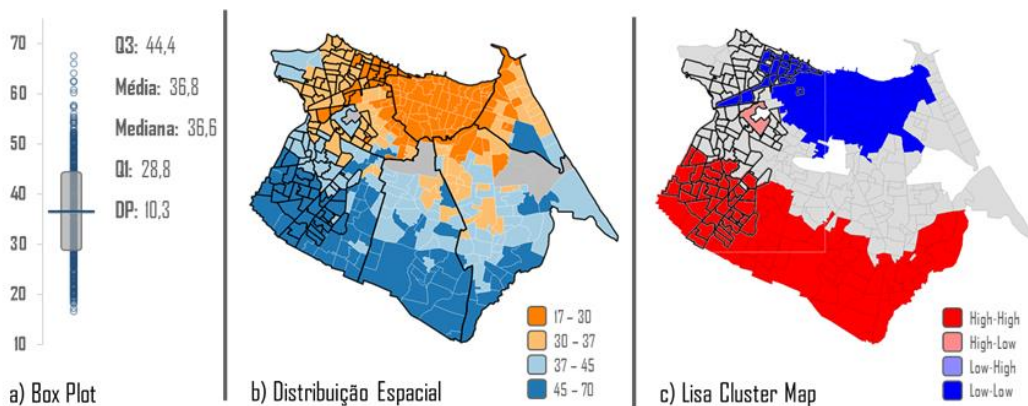 70
60
50
40
30
20
10
Q3: 44,4
Média: 36,8
Mediana: 36,6
Q1: 28,8
DP: 10,3
a) Box Plot
17 – 30
30 – 37
37 – 45
45 – 70
b) Distribuição Espacial
High-High
High-Low
Low-High
Low-Low
c) Lisa Cluster Map